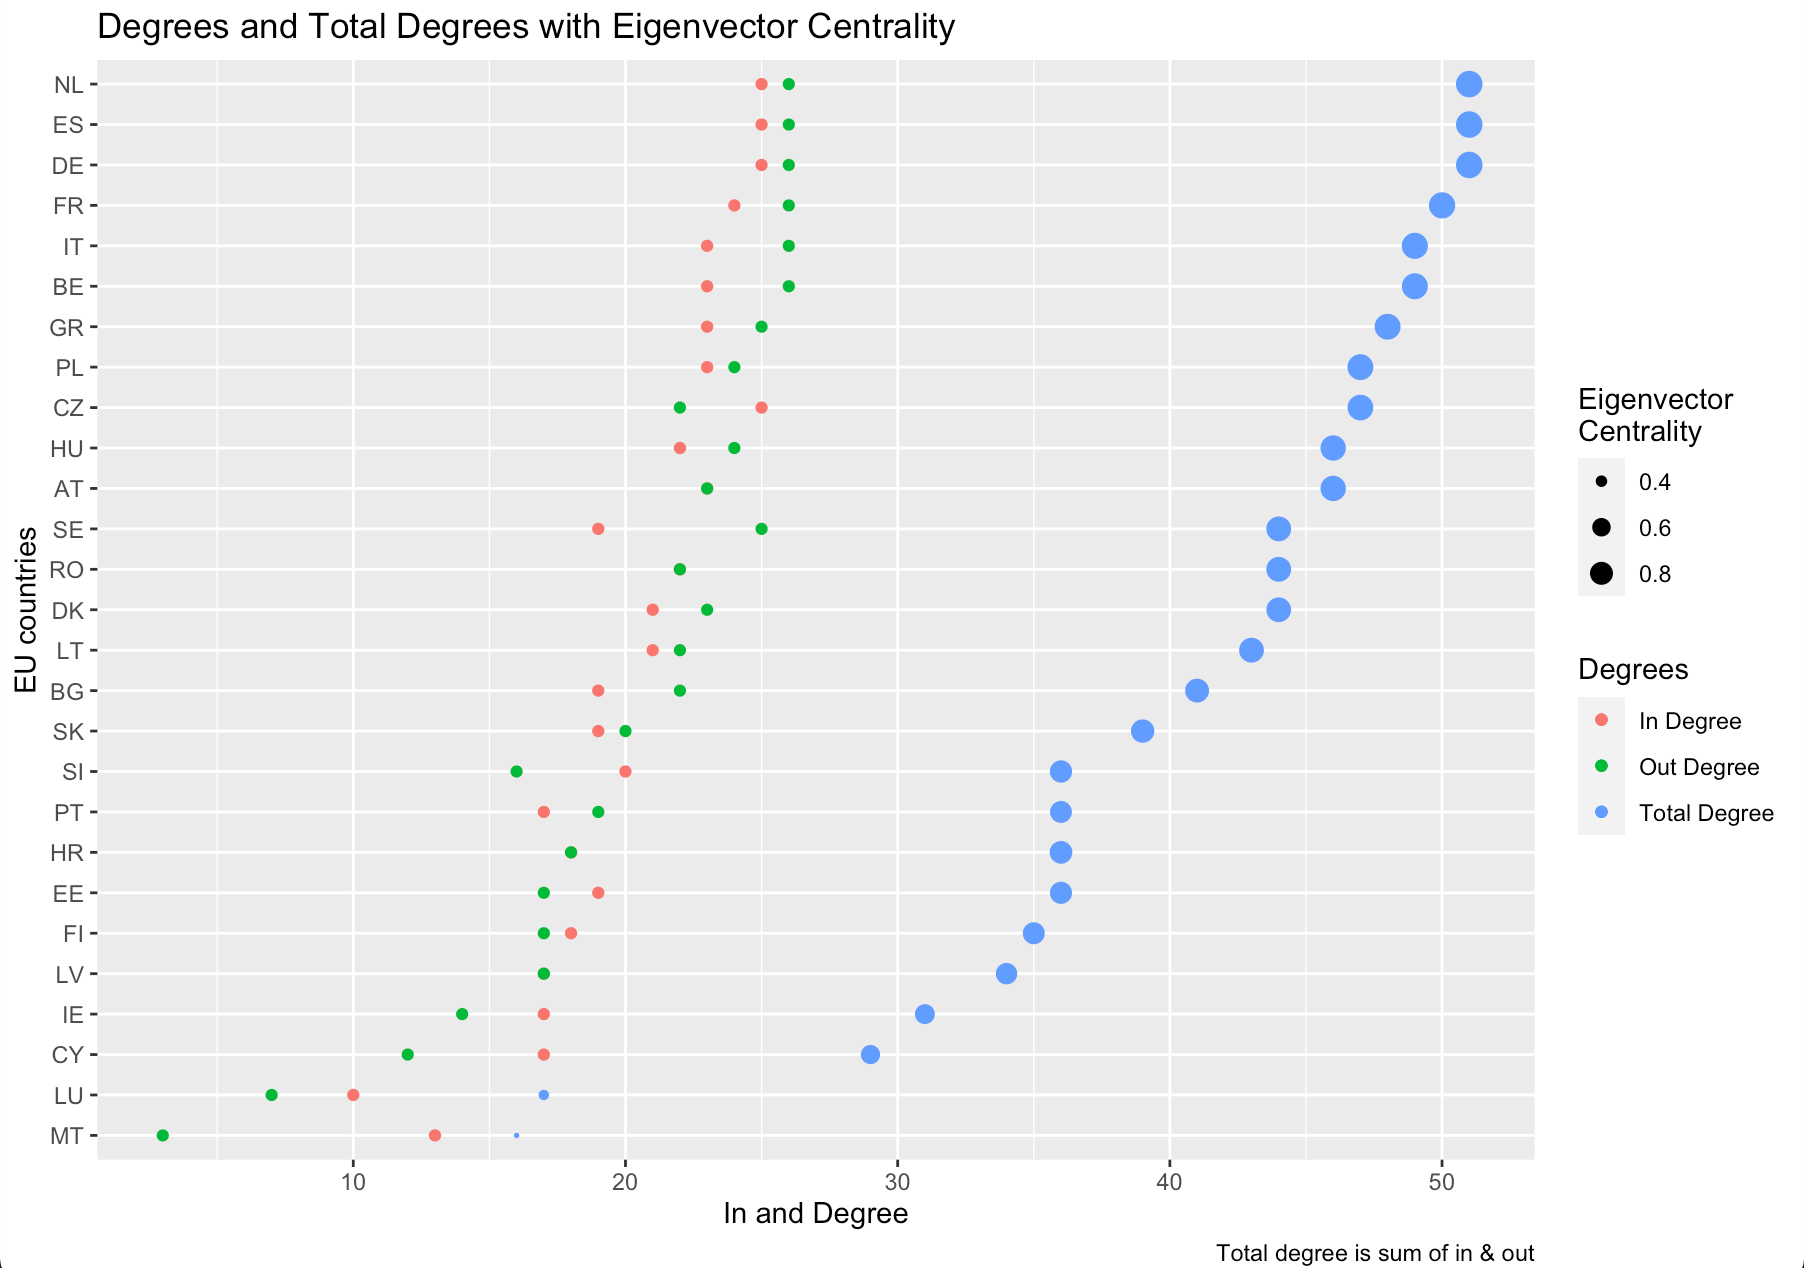 Degrees and Total Degrees with Eigenvector Centrality
EU countries
NL
ES
DE
FR
IT
BE
GR
PL
CZ
HU
AT
SE
RO
DK
LT
BG
SK
SI
PT
HR
EE
FI
LV
IE
CY
LU
MT
10 20 30 40 50
In and Degree
Total degree is sum of in & out
Eigenvector
Centrality
0.4
0.6
0.8
Degrees
In Degree
Out Degree
Total Degree